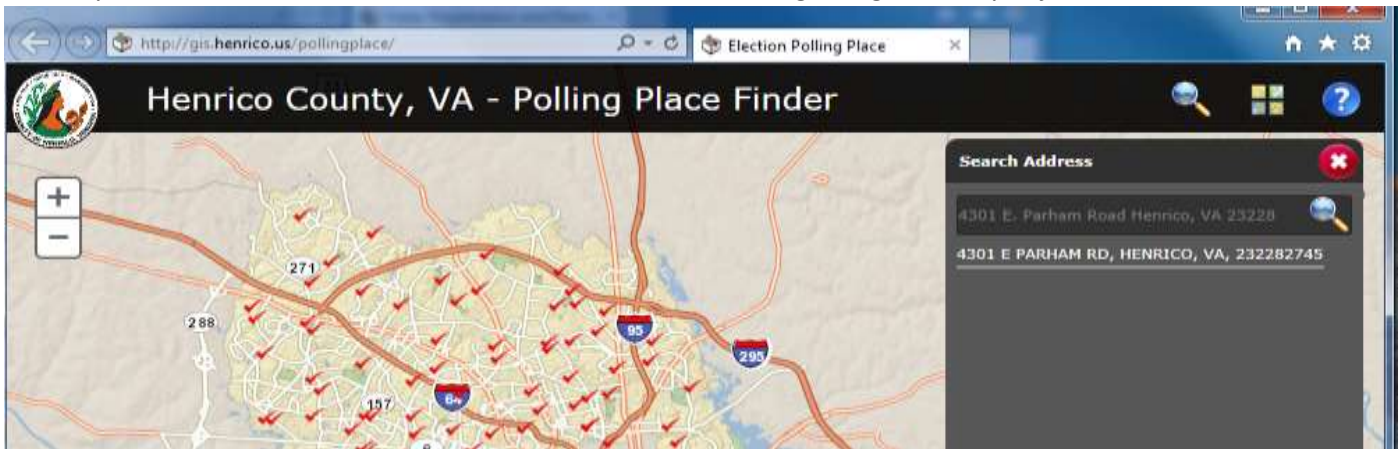 http://gis.henrico.us/pollingplace/
Election Polling Place
Henrico County, VA - Polling Place Finder
?
Search Address
+
4301 E. Parham Road Henrico, VA 23228
−
4301 E PARHAM RD, HENRICO, VA, 232282745
271
288
95
295
157
64
6